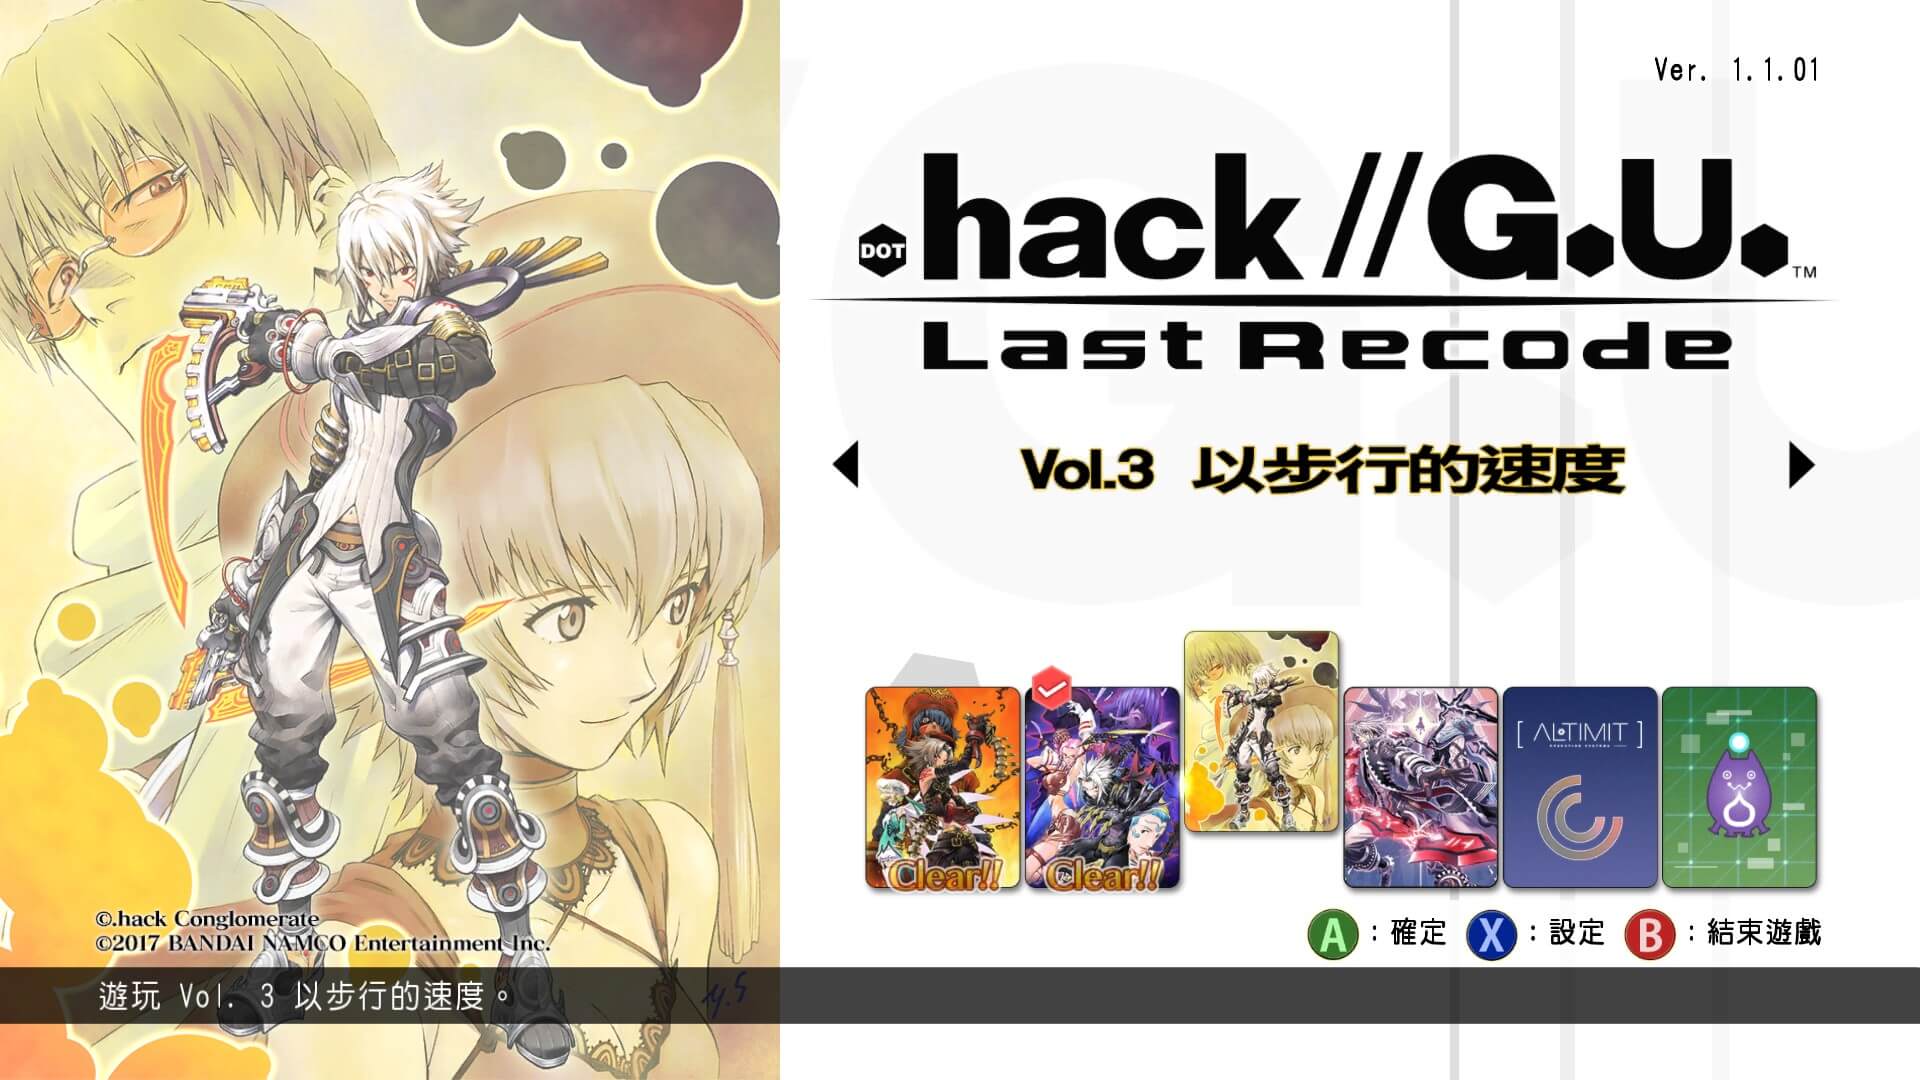 Ver. 1.1.01
DOT
.hack//G.U.™
Last Recode
Vol.3 以步行的速度
[ ALTIMIT ]
Clear!!
Clear!!
A：確定 X：設定 B：結束遊戲
©.hack Conglomerate
©2017 BANDAI NAMCO Entertainment Inc.
遊玩 Vol. 3 以步行的速度。